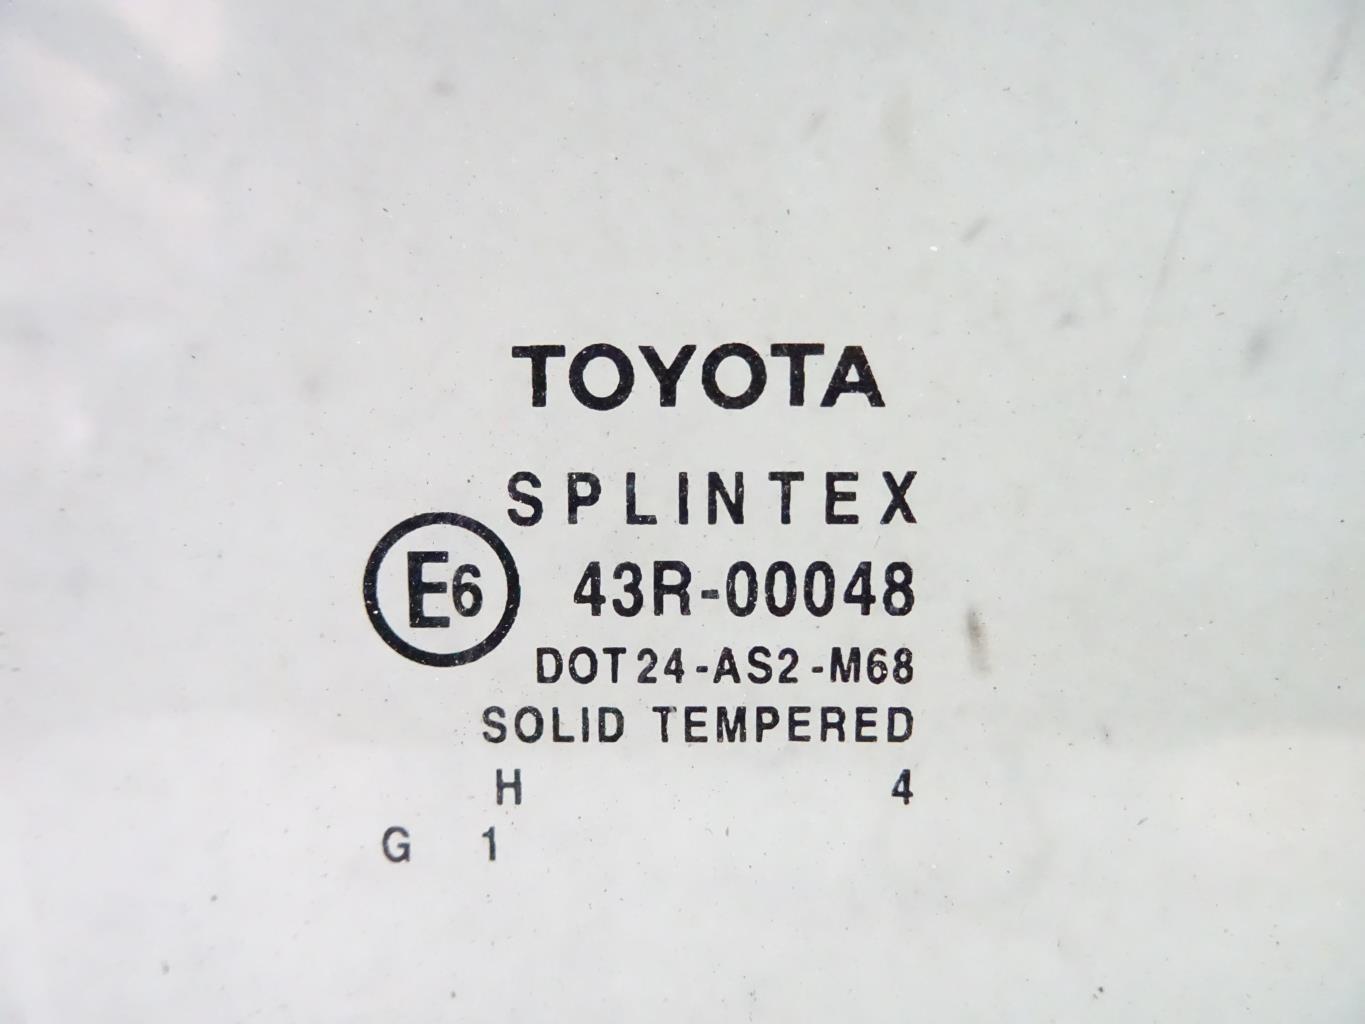 TOYOTA
SPLINTEX
E6 43R-00048
DOT24-AS2-M68
SOLID TEMPERED
H 4
G 1